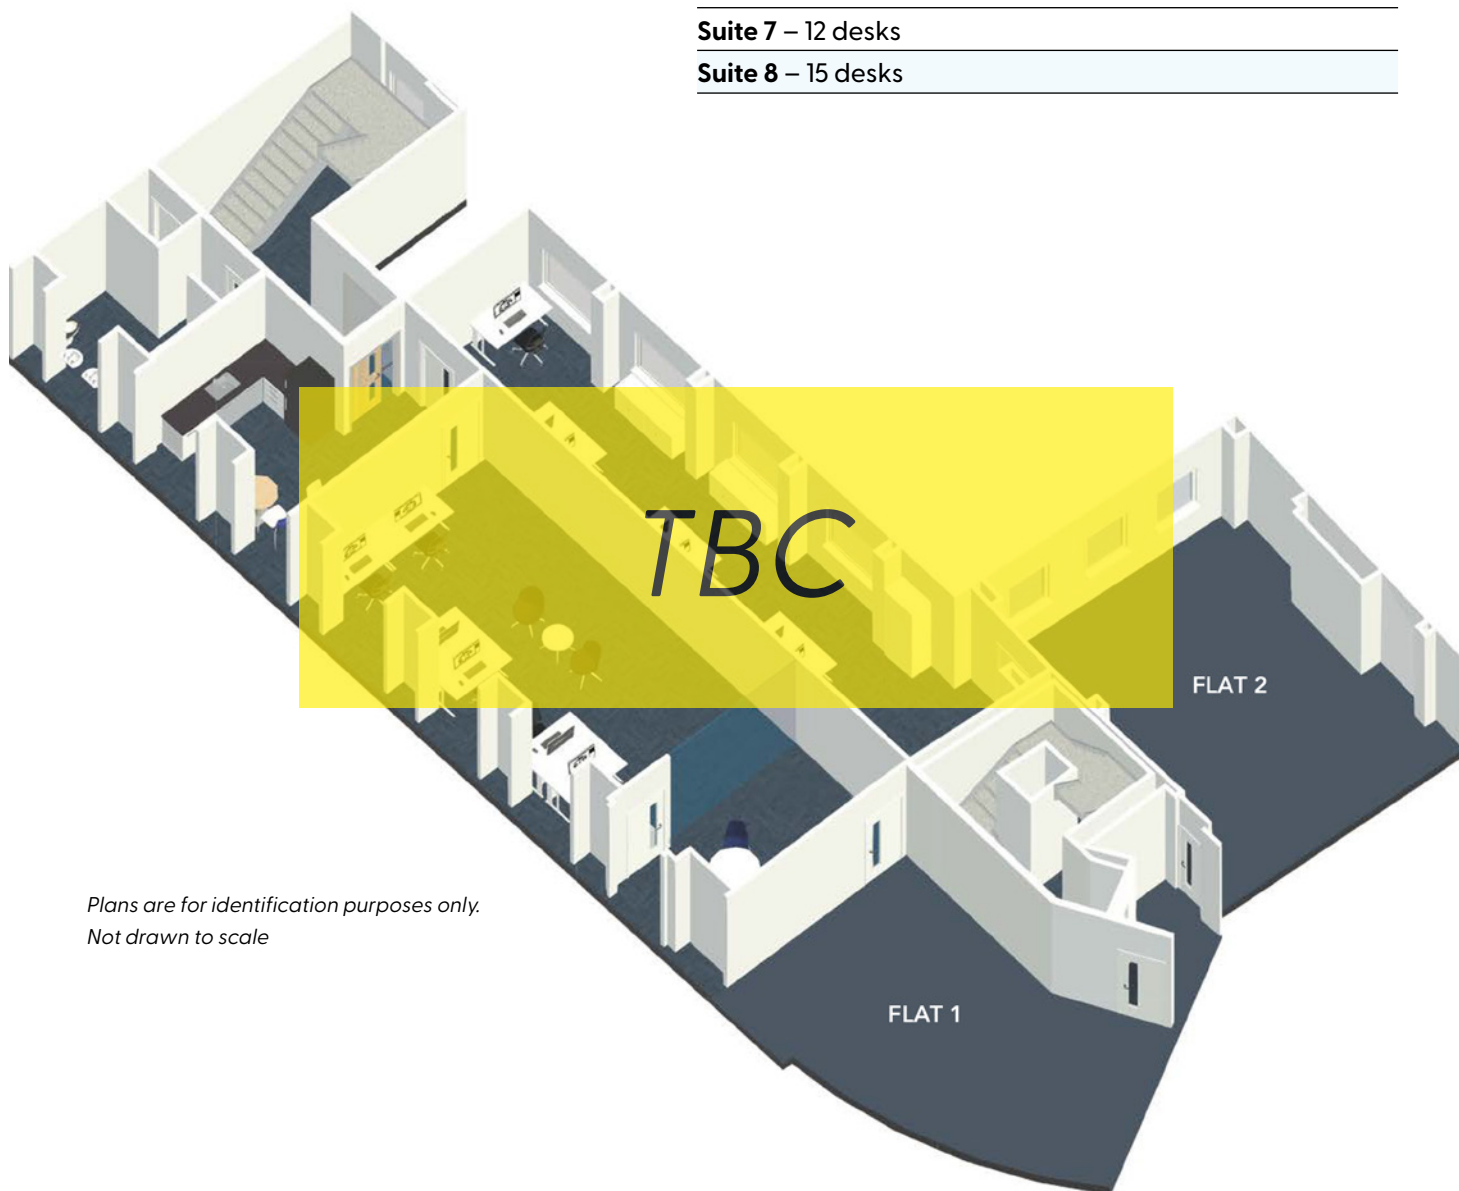 Suite 7 – 12 desks
Suite 8 – 15 desks
TBC
FLAT 2
Plans are for identification purposes only.
Not drawn to scale
FLAT 1